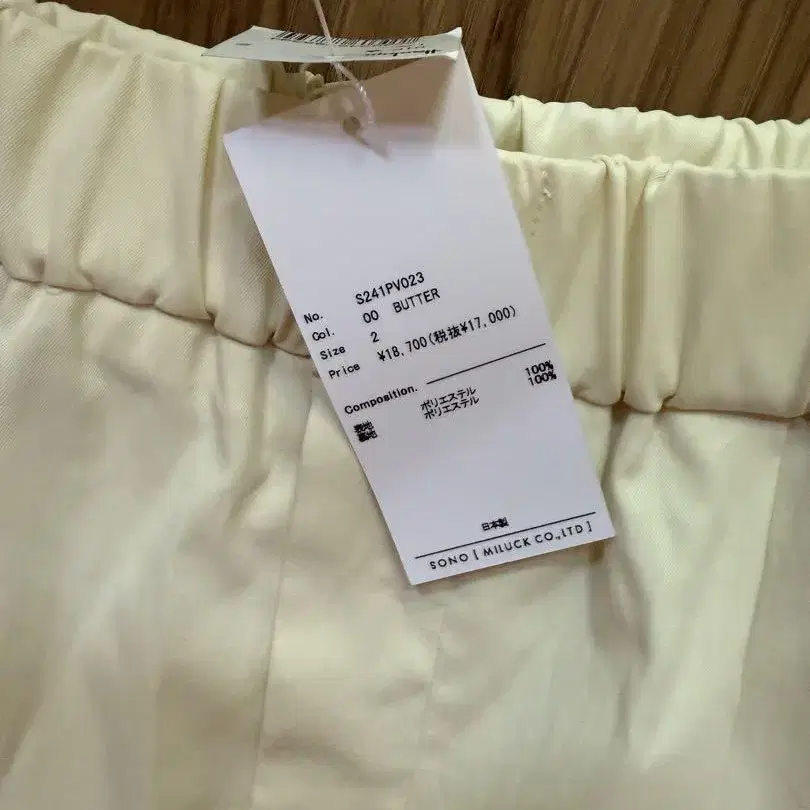 No. S241PV023
Col. 00 BUTTER
Size 2
Price ¥18,700(税抜¥17,000)
Composition.
表地 ポリエステル 100%
裏地 ポリエステル 100%
日本製
SONO [ MILUCK CO.,LTD ]